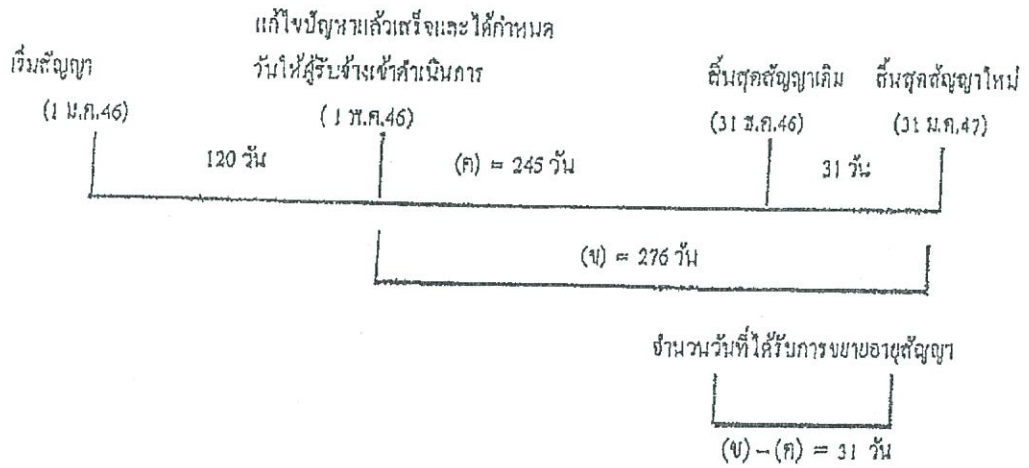 แก้ไขปัญหาแล้วเสร็จและได้กำหนด
เริ่มสัญญา วันให้ผู้รับจ้างเข้าดำเนินการ สิ้นสุดสัญญาเดิม สิ้นสุดสัญญาใหม่
(1 ม.ค.46) (1 พ.ค.46) (31 ธ.ค.46) (31 ม.ค.47)
120 วัน (ค) = 245 วัน 31 วัน
(ข) = 276 วัน
จำนวนวันที่ได้รับการขยายอายุสัญญา
(ข) – (ค) = 31 วัน